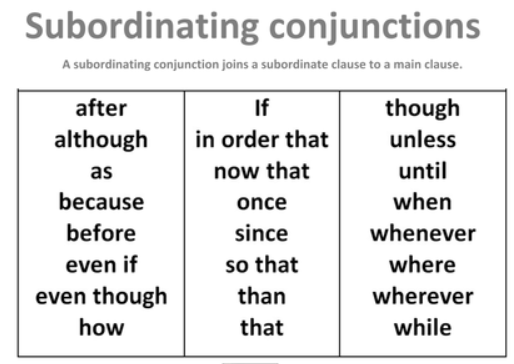 Subordinating conjunctions
A subordinating conjunction joins a subordinate clause to a main clause.
after If though
although in order that unless
as now that until
because once when
before since whenever
even if so that where
even though than wherever
how that while